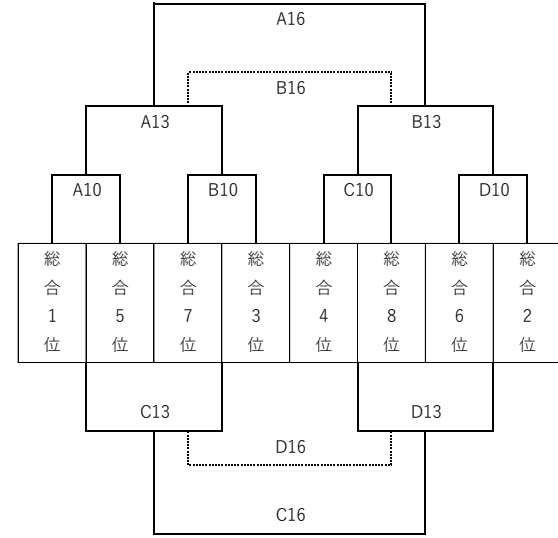 A16
B16
A13
B13
A10
B10
C10
D10
総合1位
総合5位
総合7位
総合3位
総合4位
総合8位
総合6位
総合2位
C13
D13
D16
C16